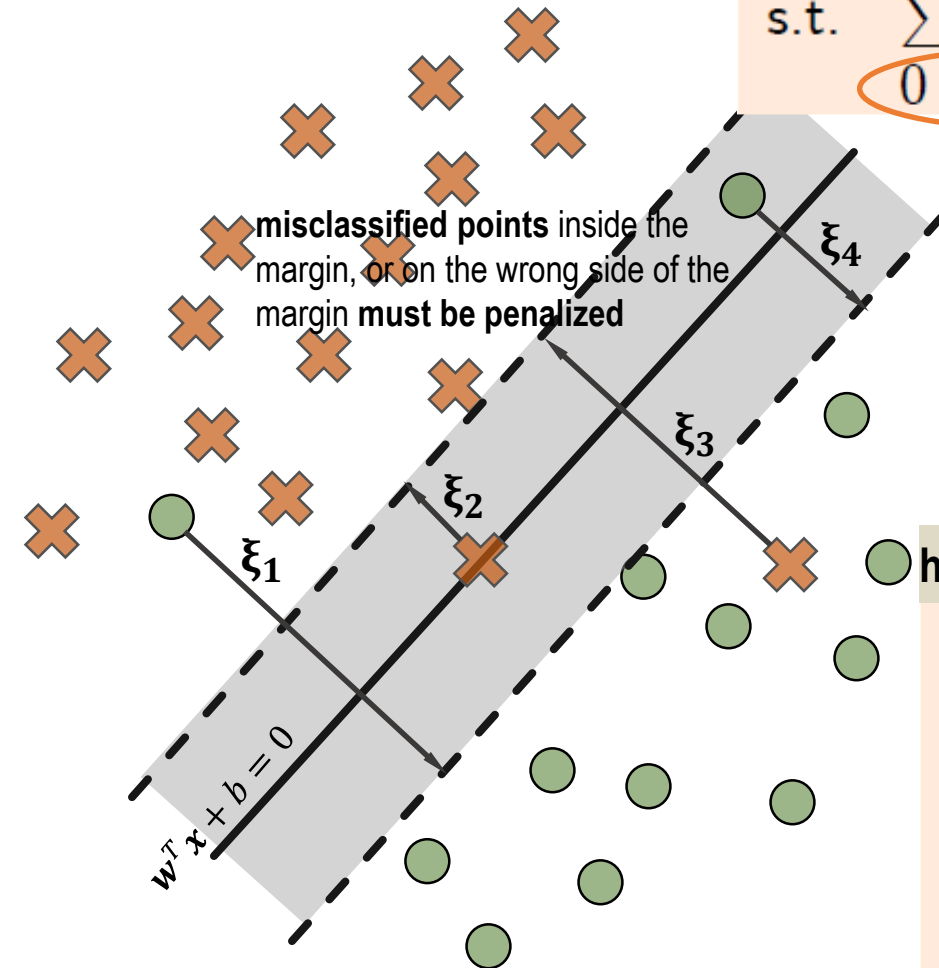 s.t. ∑
0
misclassified points inside the
margin, or on the wrong side of the
margin must be penalized
ξ₄
ξ₃
ξ₂
ξ₁
h
wᵀx + b = 0